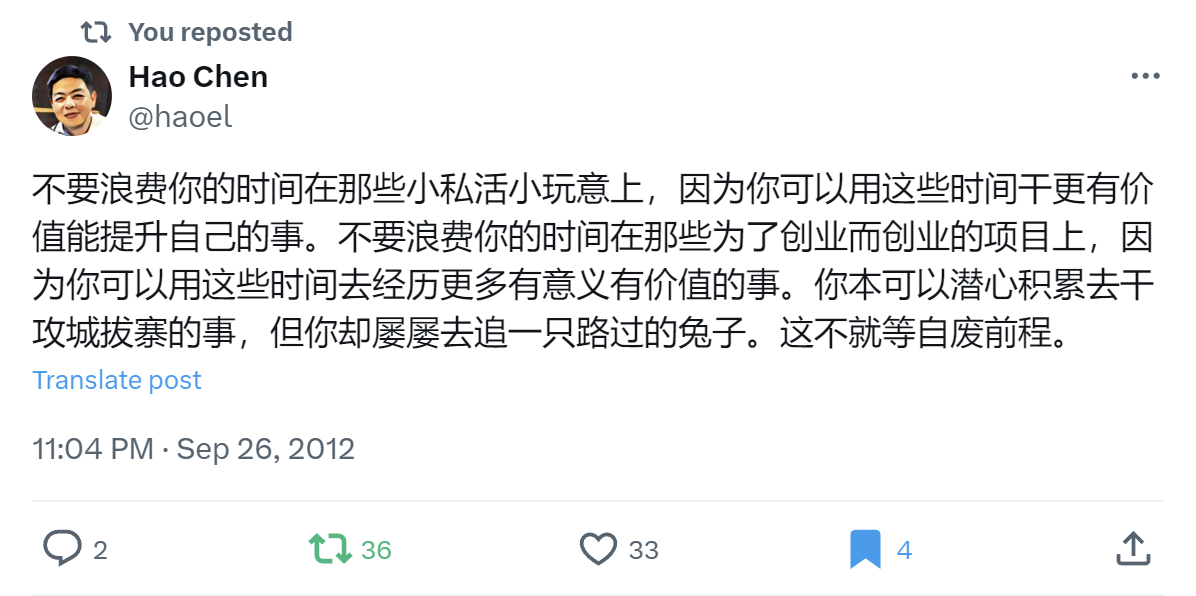 You reposted
Hao Chen
@haoel
不要浪费你的时间在那些小私活小玩意上，因为你可以用这些时间干更有价
值能提升自己的事。不要浪费你的时间在那些为了创业而创业的项目上，因
为你可以用这些时间去经历更多有意义有价值的事。你本可以潜心积累去干
攻城拔寨的事，但你却屡屡去追一只路过的兔子。这不就等自废前程。
Translate post
11:04 PM · Sep 26, 2012
2 36 33 4